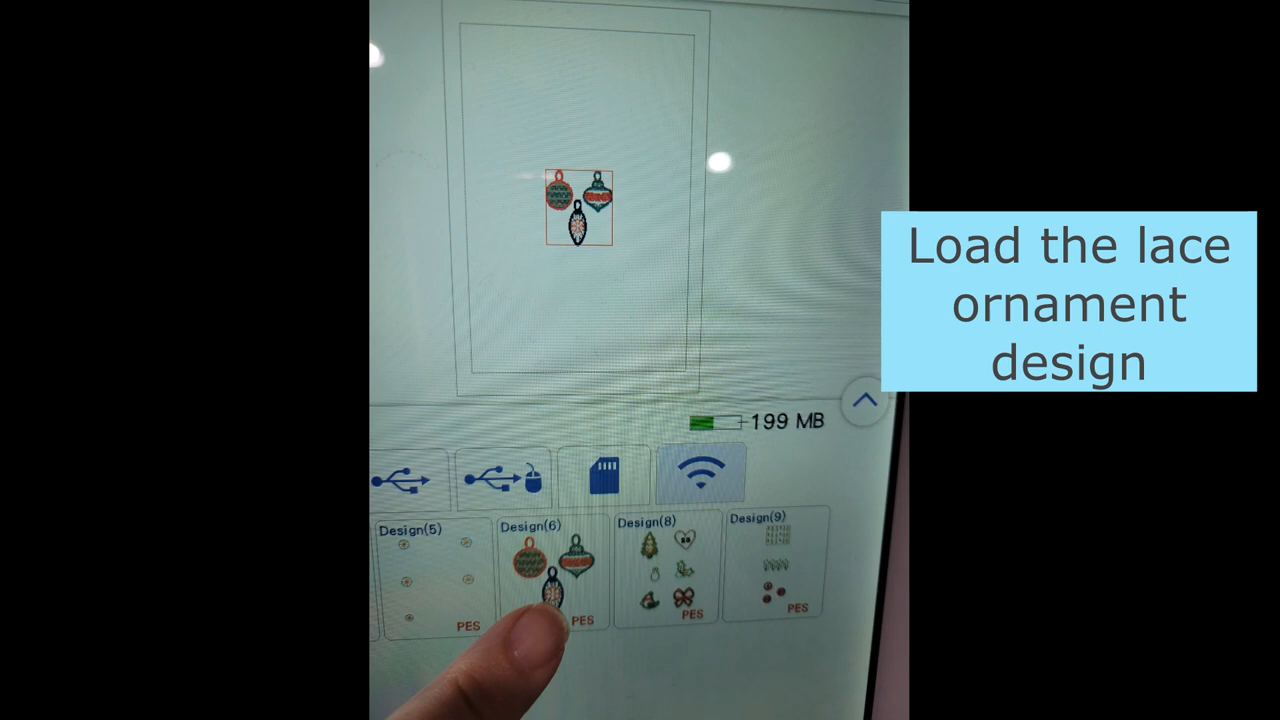 Load the lace
ornament
design
199 MB
Design(5)
Design(6)
Design(8)
Design(9)
PES
PES
PES
PES